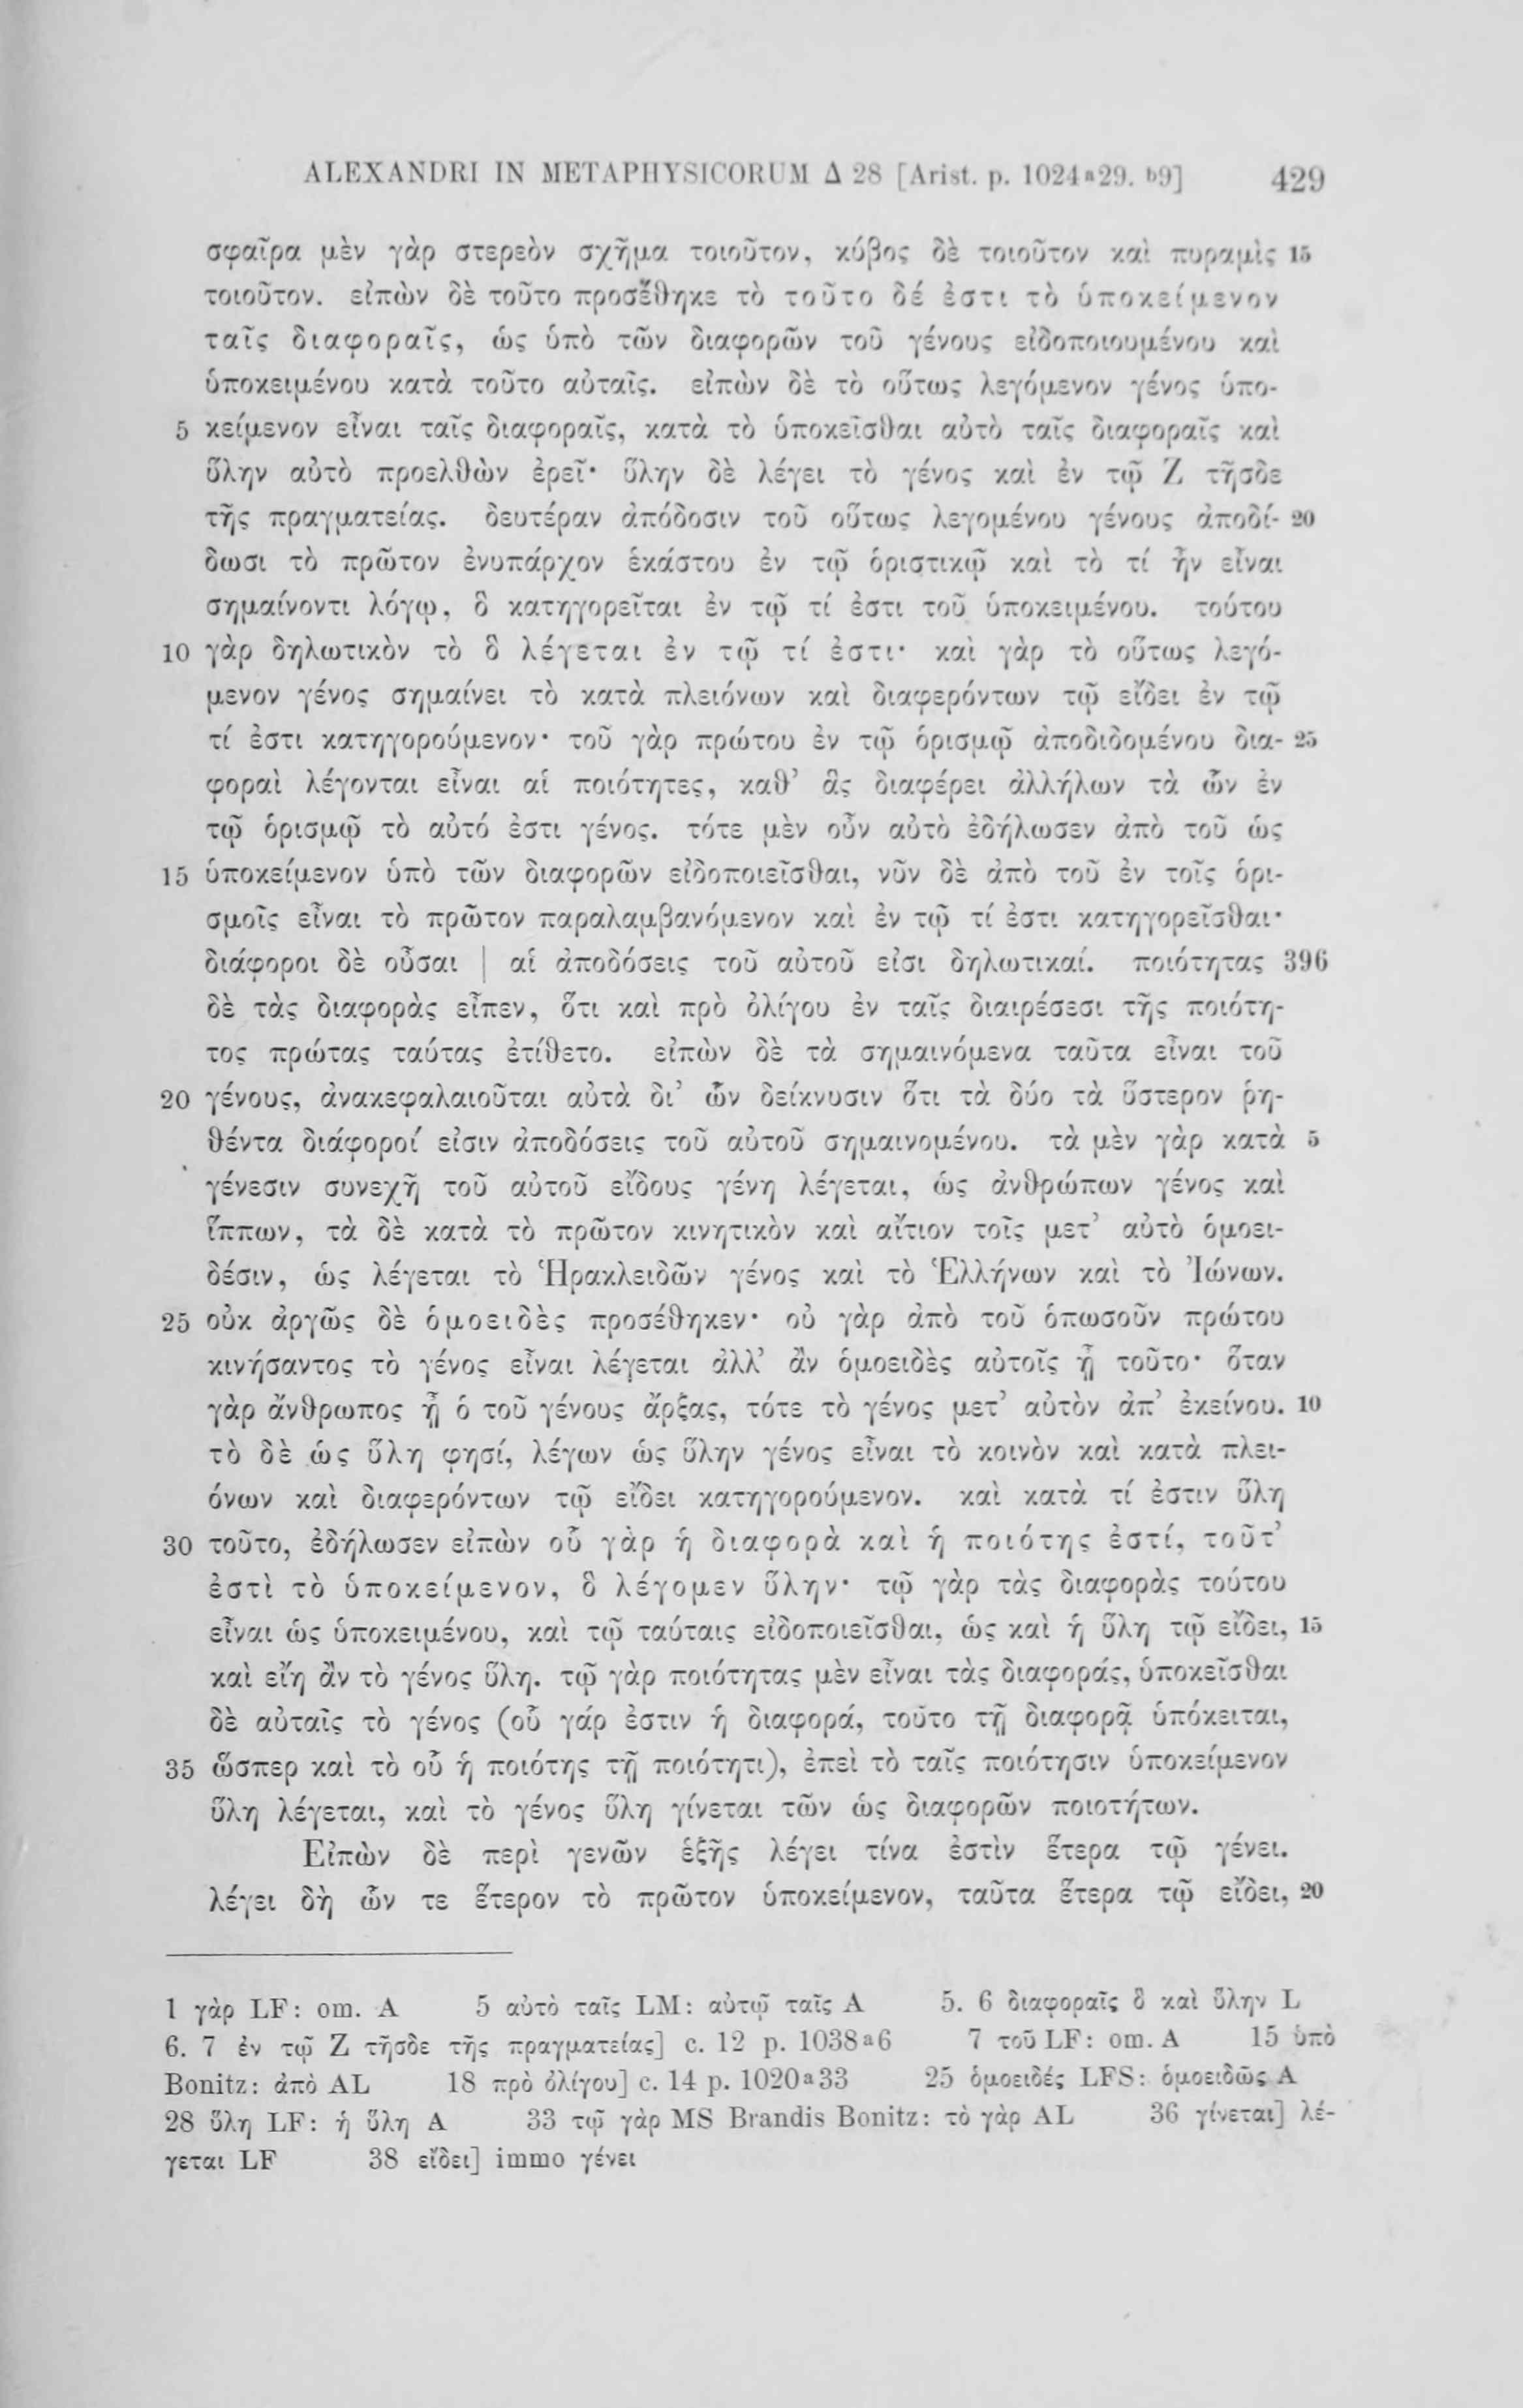 ALEXANDRI IN METAPHYSICORUM Δ 28 [Arist. p. 1024a29. b9] 429
σφαῖρα μὲν γὰρ στερεὸν σχῆμα τοιοῦτον, κύβος δὲ τοιοῦτον καὶ πυραμὶς 15
τοιοῦτον. εἰπὼν δὲ τοῦτο προσέθηκε τὸ τοῦτο δέ ἐστι τὸ ὑποκείμενον
ταῖς διαφοραῖς, ὡς ὑπὸ τῶν διαφορῶν τοῦ γένους εἰδοποιουμένου καὶ
ὑποκειμένου κατὰ τοῦτο αὐταῖς. εἰπὼν δὲ τὸ οὕτως λεγόμενον γένος ὑπο-
5 κείμενον εἶναι ταῖς διαφοραῖς, κατὰ τὸ ὑποκεῖσθαι αὐτὸ ταῖς διαφοραῖς καὶ
ὕλην αὐτὸ προελθὼν ἐρεῖ· ὕλην δὲ λέγει τὸ γένος καὶ ἐν τῷ Ζ τῆσδε
τῆς πραγματείας. δευτέραν ἀπόδοσιν τοῦ οὕτως λεγομένου γένους ἀποδί- 20
δωσι τὸ πρῶτον ἐνυπάρχον ἑκάστου ἐν τῷ ὁριστικῷ καὶ τὸ τί ἦν εἶναι
σημαίνοντι λόγῳ, ὃ κατηγορεῖται ἐν τῷ τί ἐστι τοῦ ὑποκειμένου. τούτου
10 γὰρ δηλωτικὸν τὸ ὃ λέγεται ἐν τῷ τί ἐστι· καὶ γὰρ τὸ οὕτως λεγό-
μενον γένος σημαίνει τὸ κατὰ πλειόνων καὶ διαφερόντων τῷ εἴδει ἐν τῷ
τί ἐστι κατηγορούμενον· τοῦ γὰρ πρώτου ἐν τῷ ὁρισμῷ ἀποδιδομένου δια- 25
φοραὶ λέγονται εἶναι αἱ ποιότητες, καθ’ ἃς διαφέρει ἀλλήλων τὰ ὧν ἐν
τῷ ὁρισμῷ τὸ αὐτό ἐστι γένος. τότε μὲν οὖν αὐτὸ ἐδήλωσεν ἀπὸ τοῦ ὡς
15 ὑποκείμενον ὑπὸ τῶν διαφορῶν εἰδοποιεῖσθαι, νῦν δὲ ἀπὸ τοῦ ἐν τοῖς ὁρι-
σμοῖς εἶναι τὸ πρῶτον παραλαμβανόμενον καὶ ἐν τῷ τί ἐστι κατηγορεῖσθαι·
διάφοροι δὲ οὖσαι | αἱ ἀποδόσεις τοῦ αὐτοῦ εἰσι δηλωτικαί. ποιότητας 396
δὲ τὰς διαφορὰς εἶπεν, ὅτι καὶ πρὸ ὀλίγου ἐν ταῖς διαιρέσεσι τῆς ποιότη-
τος πρώτας ταύτας ἐτίθετο. εἰπὼν δὲ τὰ σημαινόμενα ταῦτα εἶναι τοῦ
20 γένους, ἀνακεφαλαιοῦται αὐτὰ δι’ ὧν δείκνυσιν ὅτι τὰ δύο τὰ ὕστερον ῥη-
θέντα διάφοροί εἰσιν ἀποδόσεις τοῦ αὐτοῦ σημαινομένου. τὰ μὲν γὰρ κατὰ 5
γένεσιν συνεχῆ τοῦ αὐτοῦ εἴδους γένη λέγεται, ὡς ἀνθρώπων γένος καὶ
ἵππων, τὰ δὲ κατὰ τὸ πρῶτον κινητικὸν καὶ αἴτιον τοῖς μετ’ αὐτὸ ὁμοει-
δέσιν, ὡς λέγεται τὸ Ἡρακλειδῶν γένος καὶ τὸ Ἑλλήνων καὶ τὸ Ἰώνων.
25 οὐκ ἀργῶς δὲ ὁμοειδὲς προσέθηκεν· οὐ γὰρ ἀπὸ τοῦ ὁπωσοῦν πρώτου
κινήσαντος τὸ γένος εἶναι λέγεται ἀλλ’ ἂν ὁμοειδὲς αὐτοῖς ᾖ τοῦτο· ὅταν
γὰρ ἄνθρωπος ᾖ ὁ τοῦ γένους ἄρξας, τότε τὸ γένος μετ’ αὐτὸν ἀπ’ ἐκείνου. 10
τὸ δὲ ὡς ὕλη φησί, λέγων ὡς ὕλην γένος εἶναι τὸ κοινὸν καὶ κατὰ πλει-
όνων καὶ διαφερόντων τῷ εἴδει κατηγορούμενον. καὶ κατὰ τί ἐστιν ὕλη
30 τοῦτο, ἐδήλωσεν εἰπὼν οὗ γὰρ ἡ διαφορὰ καὶ ἡ ποιότης ἐστί, τοῦτ’
ἐστὶ τὸ ὑποκείμενον, ὃ λέγομεν ὕλην· τῷ γὰρ τὰς διαφορὰς τούτου
εἶναι ὡς ὑποκειμένου, καὶ τῷ ταύταις εἰδοποιεῖσθαι, ὡς καὶ ἡ ὕλη τῷ εἴδει, 15
καὶ εἴη ἂν τὸ γένος ὕλη. τῷ γὰρ ποιότητας μὲν εἶναι τὰς διαφοράς, ὑποκεῖσθαι
δὲ αὐταῖς τὸ γένος (οὗ γάρ ἐστιν ἡ διαφορά, τοῦτο τῇ διαφορᾷ ὑπόκειται,
35 ὥσπερ καὶ τὸ οὗ ἡ ποιότης τῇ ποιότητι), ἐπεὶ τὸ ταῖς ποιότησιν ὑποκείμενον
ὕλη λέγεται, καὶ τὸ γένος ὕλη γίνεται τῶν ὡς διαφορῶν ποιοτήτων.
Εἰπὼν δὲ περὶ γενῶν ἑξῆς λέγει τίνα ἐστὶν ἕτερα τῷ γένει.
λέγει δὴ ὧν τε ἕτερον τὸ πρῶτον ὑποκείμενον, ταῦτα ἕτερα τῷ εἴδει, 20
1 γὰρ LF: om. A 5 αὐτὸ ταῖς LM: αὐτῷ ταῖς A 5. 6 διαφοραῖς ὃ καὶ ὕλην L
6. 7 ἐν τῷ Ζ τῆσδε τῆς πραγματείας] c. 12 p. 1038a6 7 τοῦ LF: om. A 15 ὑπὸ
Bonitz: ἀπὸ AL 18 πρὸ ὀλίγου] c. 14 p. 1020a33 25 ὁμοειδές LFS: ὁμοειδῶς A
28 ὕλη LF: ἡ ὕλη A 33 τῷ γὰρ MS Brandis Bonitz: τὸ γὰρ AL 36 γίνεται] λέ-
γεται LF 38 εἴδει] immo γένει